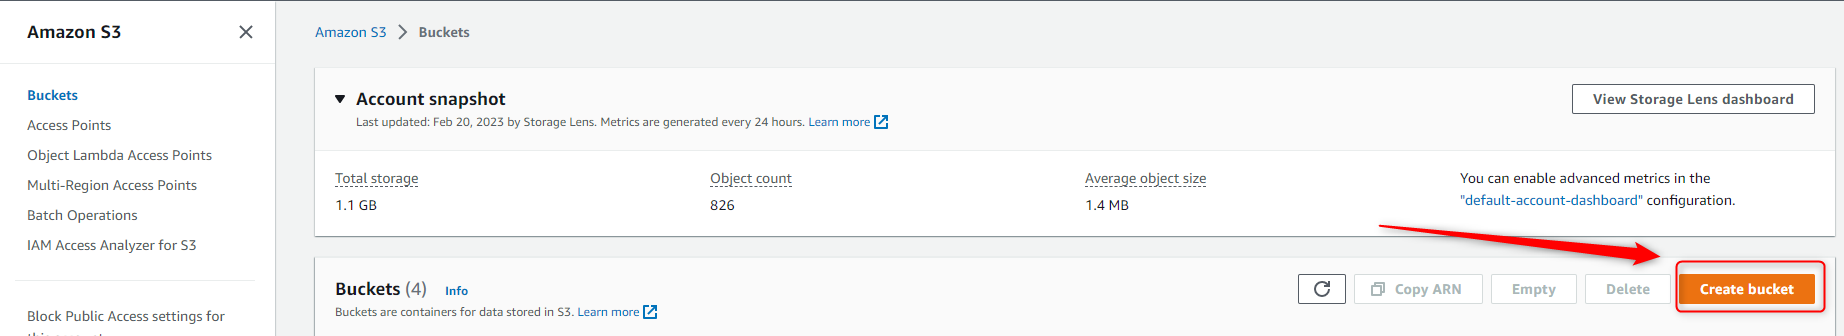 Amazon S3
Buckets
Access Points
Object Lambda Access Points
Multi-Region Access Points
Batch Operations
IAM Access Analyzer for S3
Block Public Access settings for
Amazon S3 > Buckets
Account snapshot
Last updated: Feb 20, 2023 by Storage Lens. Metrics are generated every 24 hours. Learn more
View Storage Lens dashboard
Total storage
1.1 GB
Object count
826
Average object size
1.4 MB
You can enable advanced metrics in the
"default-account-dashboard" configuration.
Buckets (4) Info
Buckets are containers for data stored in S3. Learn more
Copy ARN
Empty
Delete
Create bucket